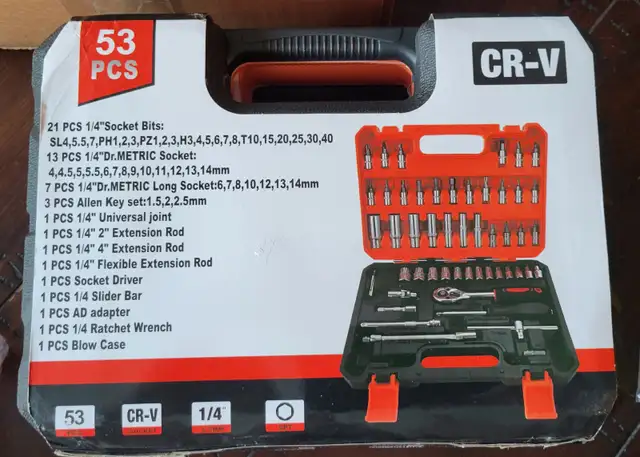 53
PCS
CR-V
21 PCS 1/4"Socket Bits:
SL4,5.5,7,PH1,2,3,PZ1,2,3,H3,4,5,6,7,8,T10,15,20,25,30,40
13 PCS 1/4"Dr.METRIC Socket:
4,4.5,5,5.5,6,7,8,9,10,11,12,13,14mm
7 PCS 1/4"Dr.METRIC Long Socket:6,7,8,10,12,13,14mm
3 PCS Allen Key set:1.5,2,2.5mm
1 PCS 1/4" Universal joint
1 PCS 1/4" 2" Extension Rod
1 PCS 1/4" 4" Extension Rod
1 PCS 1/4" Flexible Extension Rod
1 PCS Socket Driver
1 PCS 1/4 Slider Bar
1 PCS AD adapter
1 PCS 1/4 Ratchet Wrench
1 PCS Blow Case
53
CR-V
1/4"